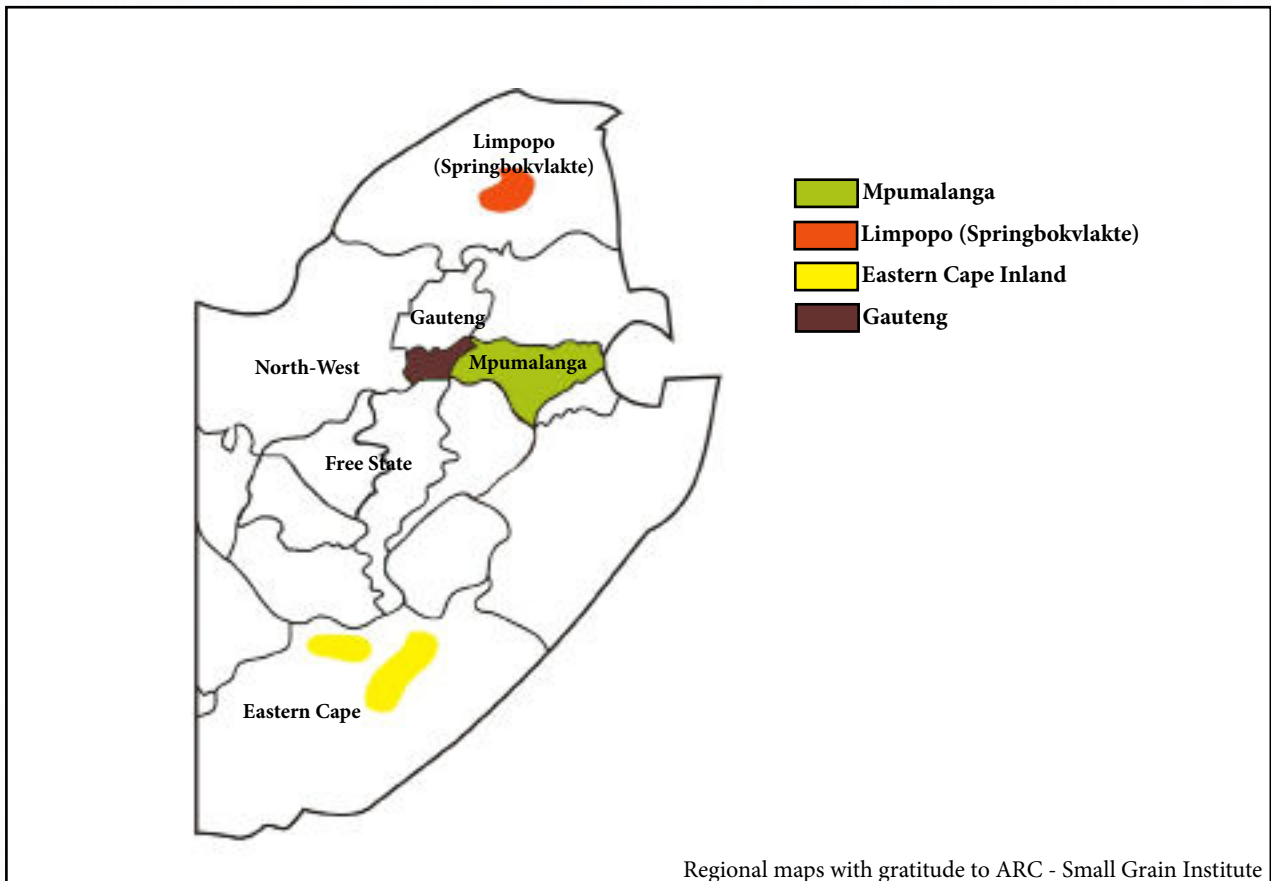 Limpopo
(Springbokvlakte)
Mpumalanga
Limpopo (Springbokvlakte)
Eastern Cape Inland
Gauteng
Gauteng
North-West
Mpumalanga
Free State
Eastern Cape
Regional maps with gratitude to ARC - Small Grain Institute